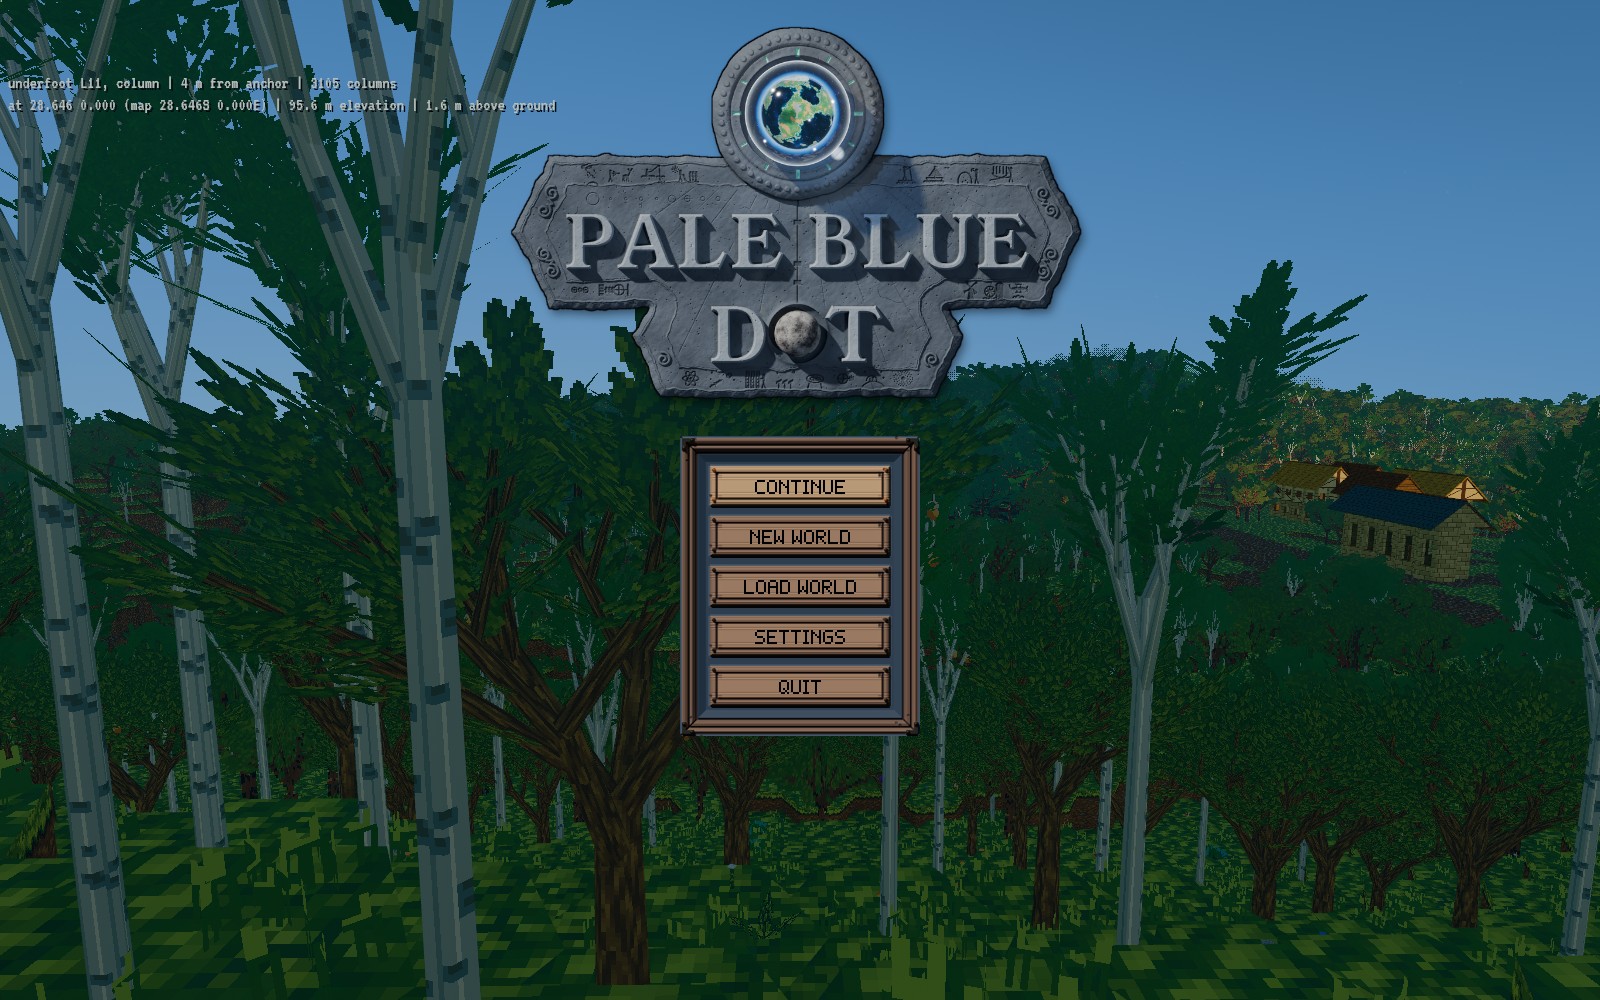 underfoot L11, column | 4 m from anchor | 3105 columns
at 28.646 0.000 (map 28.646S 0.000E) | 95.6 m elevation | 1.6 m above ground
PALE BLUE
DOT
CONTINUE
NEW WORLD
LOAD WORLD
SETTINGS
QUIT